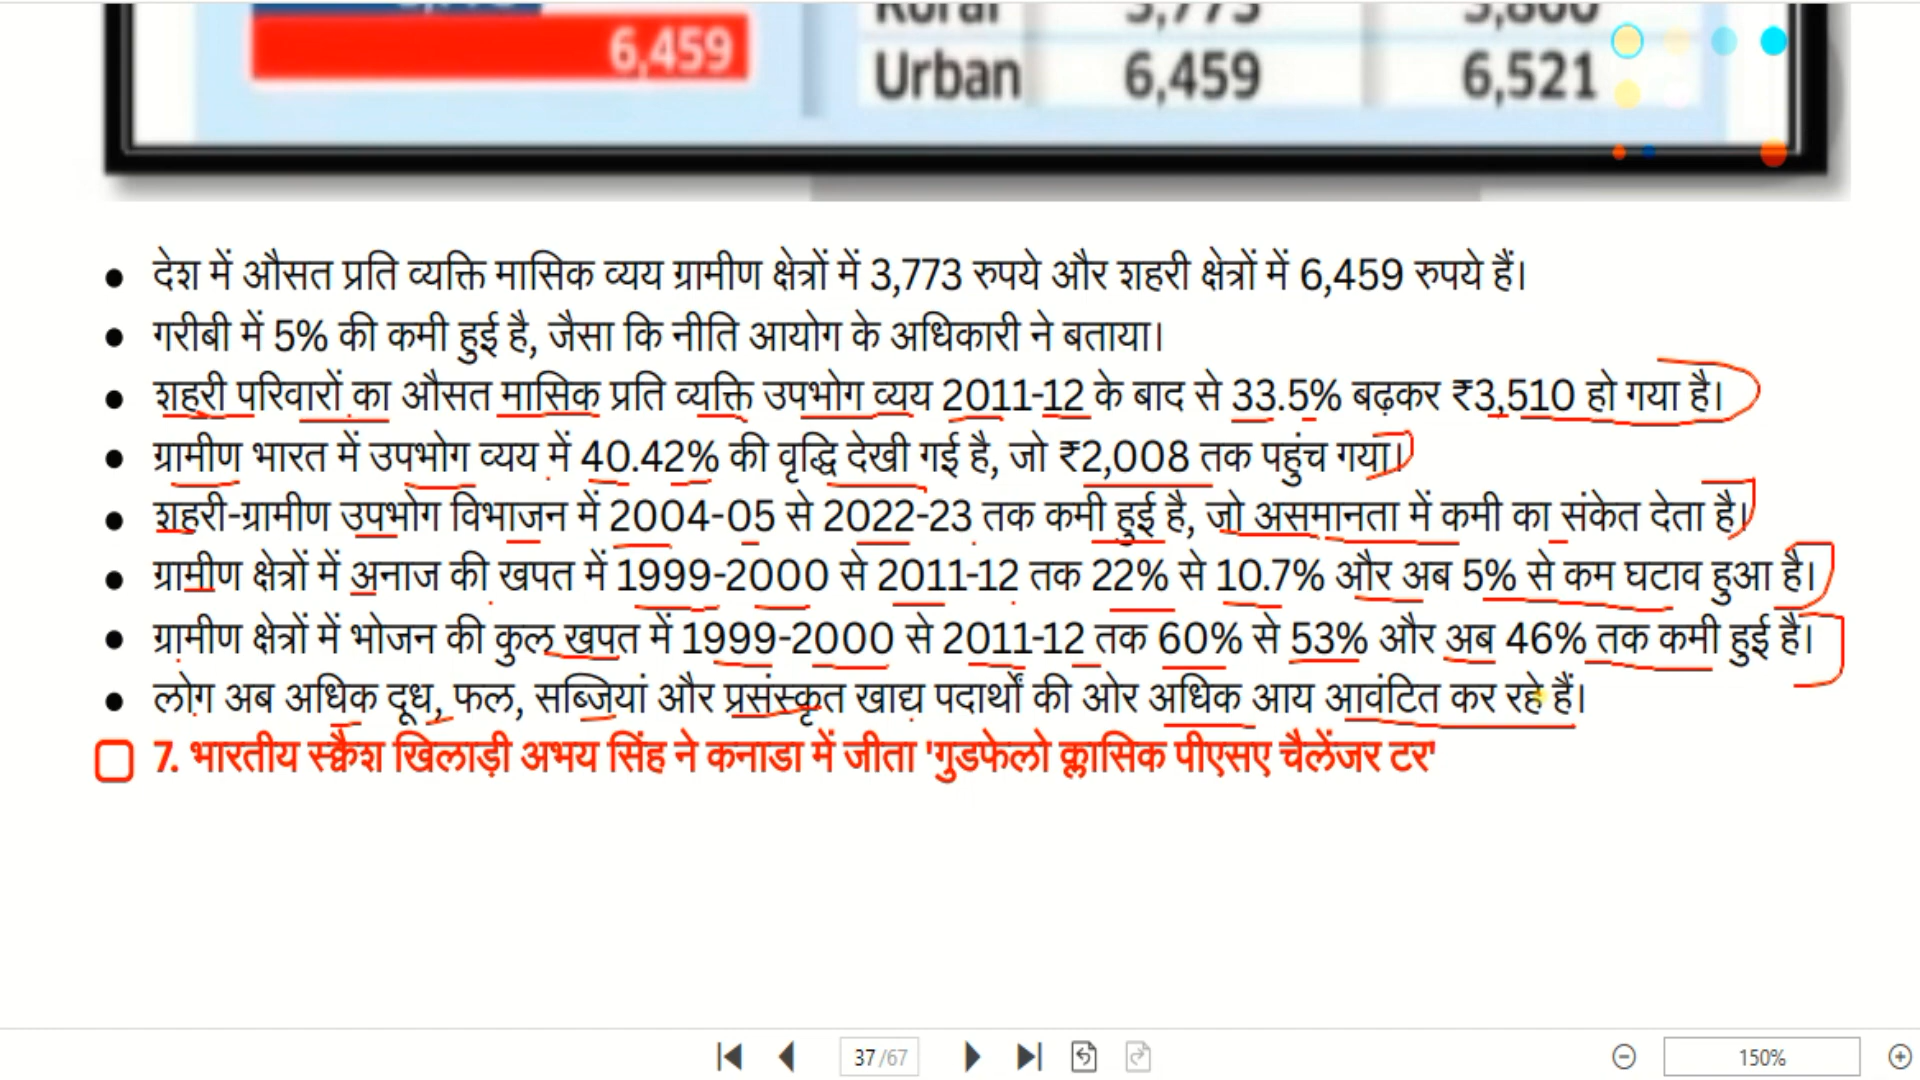 6,459
Rural 3,773 3,860
Urban 6,459 6,521
● देश में औसत प्रति व्यक्ति मासिक व्यय ग्रामीण क्षेत्रों में 3,773 रुपये और शहरी क्षेत्रों में 6,459 रुपये हैं।
● गरीबी में 5% की कमी हुई है, जैसा कि नीति आयोग के अधिकारी ने बताया।
● शहरी परिवारों का औसत मासिक प्रति व्यक्ति उपभोग व्यय 2011-12 के बाद से 33.5% बढ़कर ₹3,510 हो गया है।
● ग्रामीण भारत में उपभोग व्यय में 40.42% की वृद्धि देखी गई है, जो ₹2,008 तक पहुंच गया।
● शहरी-ग्रामीण उपभोग विभाजन में 2004-05 से 2022-23 तक कमी हुई है, जो असमानता में कमी का संकेत देता है।
● ग्रामीण क्षेत्रों में अनाज की खपत में 1999-2000 से 2011-12 तक 22% से 10.7% और अब 5% से कम घटाव हुआ है।
● ग्रामीण क्षेत्रों में भोजन की कुल खपत में 1999-2000 से 2011-12 तक 60% से 53% और अब 46% तक कमी हुई है।
● लोग अब अधिक दूध, फल, सब्जियां और प्रसंस्कृत खाद्य पदार्थों की ओर अधिक आय आवंटित कर रहे हैं।
7. भारतीय स्क्वैश खिलाड़ी अभय सिंह ने कनाडा में जीता 'गुडफेलो क्लासिक पीएसए चैलेंजर टूर'
37 /67 150%